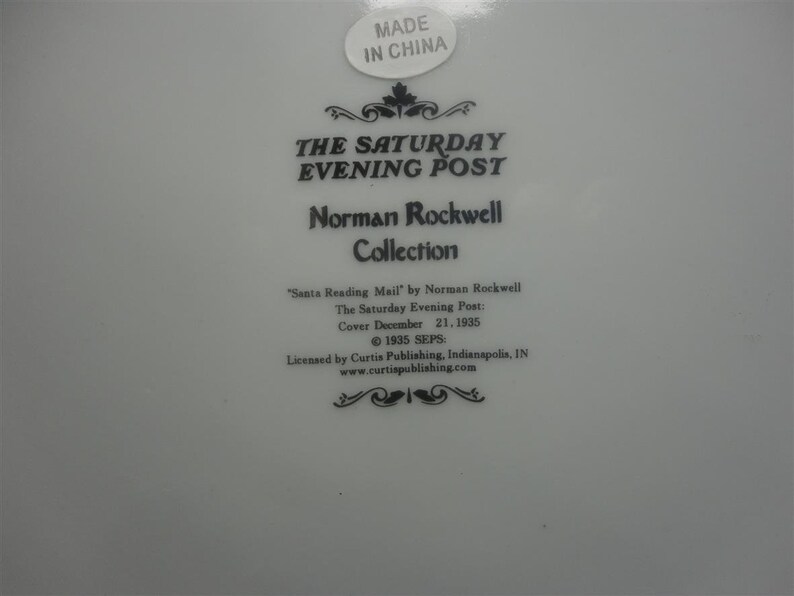 MADE
IN CHINA
THE SATURDAY
EVENING POST
Norman Rockwell
Collection
"Santa Reading Mail" by Norman Rockwell
The Saturday Evening Post:
Cover December 21, 1935
© 1935 SEPS:
Licensed by Curtis Publishing, Indianapolis, IN
www.curtispublishing.com